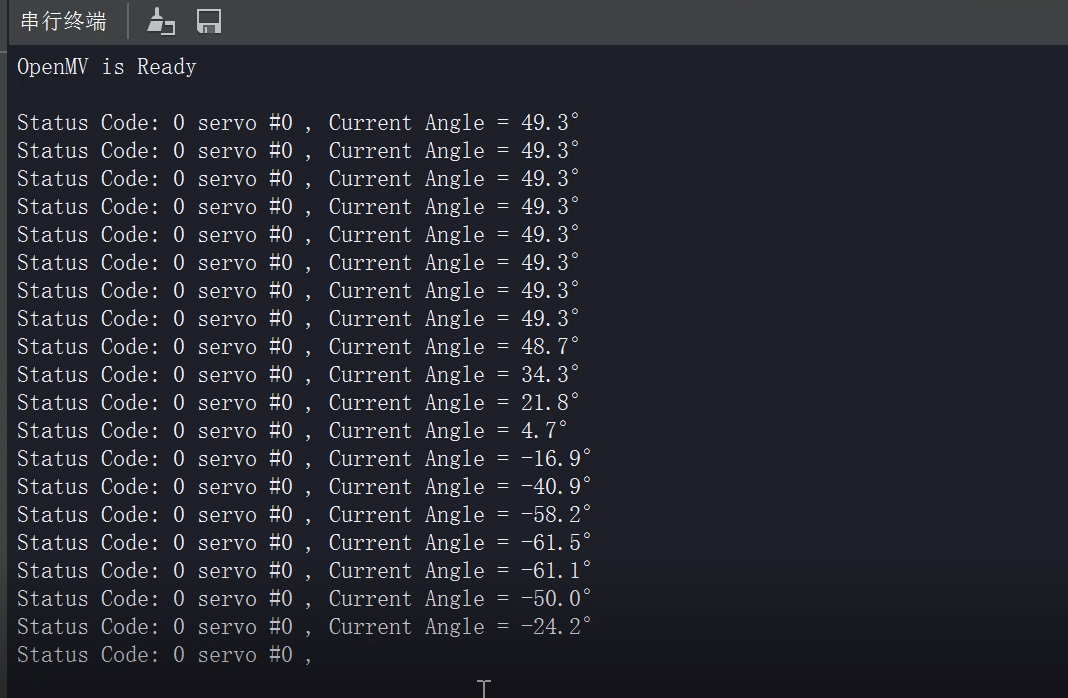 串行终端
OpenMV is Ready
Status Code: 0 servo #0 , Current Angle = 49.3°
Status Code: 0 servo #0 , Current Angle = 49.3°
Status Code: 0 servo #0 , Current Angle = 49.3°
Status Code: 0 servo #0 , Current Angle = 49.3°
Status Code: 0 servo #0 , Current Angle = 49.3°
Status Code: 0 servo #0 , Current Angle = 49.3°
Status Code: 0 servo #0 , Current Angle = 49.3°
Status Code: 0 servo #0 , Current Angle = 49.3°
Status Code: 0 servo #0 , Current Angle = 48.7°
Status Code: 0 servo #0 , Current Angle = 34.3°
Status Code: 0 servo #0 , Current Angle = 21.8°
Status Code: 0 servo #0 , Current Angle = 4.7°
Status Code: 0 servo #0 , Current Angle = -16.9°
Status Code: 0 servo #0 , Current Angle = -40.9°
Status Code: 0 servo #0 , Current Angle = -58.2°
Status Code: 0 servo #0 , Current Angle = -61.5°
Status Code: 0 servo #0 , Current Angle = -61.1°
Status Code: 0 servo #0 , Current Angle = -50.0°
Status Code: 0 servo #0 , Current Angle = -24.2°
Status Code: 0 servo #0 ,